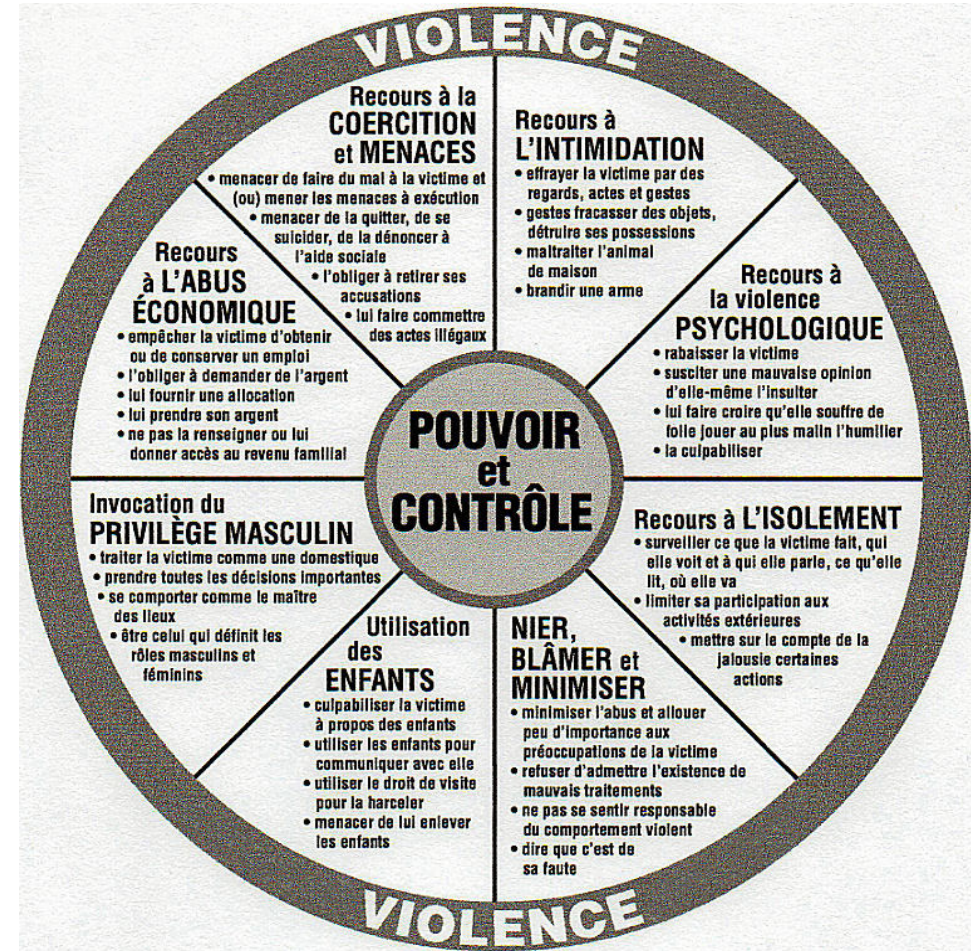 VIOLENCE
Recours à la
COERCITION
et MENACES
• menacer de faire du mal à la victime et
(ou) mener les menaces à exécution
• menacer de la quitter, de se
suicider, de la dénoncer à
l'aide sociale
• l'obliger à retirer ses
accusations
• lui faire commettre
des actes illégaux
Recours à
L'INTIMIDATION
• effrayer la victime par des
regards, actes et gestes
• gestes fracasser des objets,
détruire ses possessions
• maltraiter l'animal
de maison
• brandir une arme
Recours à
la violence
PSYCHOLOGIQUE
• rabaisser la victime
• susciter une mauvaise opinion
d'elle-même l'insulter
• lui faire croire qu'elle souffre de
folie jouer au plus malin l'humilier
• la culpabiliser
Recours à L'ISOLEMENT
• surveiller ce que la victime fait, qui
elle voit et à qui elle parle, ce qu'elle
lit, où elle va
• limiter sa participation aux
activités extérieures
• mettre sur le compte de la
jalousie certaines
actions
NIER,
BLÂMER et
MINIMISER
• minimiser l'abus et allouer
peu d'importance aux
préoccupations de la victime
• refuser d'admettre l'existence de
mauvais traitements
• ne pas se sentir responsable
du comportement violent
• dire que c'est de
sa faute
Utilisation
des
ENFANTS
• culpabiliser la victime
à propos des enfants
• utiliser les enfants pour
communiquer avec elle
• utiliser le droit de visite
pour la harceler
• menacer de lui enlever
les enfants
Invocation du
PRIVILÈGE MASCULIN
• traiter la victime comme une domestique
• prendre toutes les décisions importantes
• se comporter comme le maître
des lieux
• être celui qui définit les
rôles masculins et
féminins
Recours
à L'ABUS
ÉCONOMIQUE
• empêcher la victime d'obtenir
ou de conserver un emploi
• l'obliger à demander de l'argent
• lui fournir une allocation
• lui prendre son argent
• ne pas la renseigner ou lui
donner accès au revenu familial
POUVOIR
et
CONTRÔLE
VIOLENCE